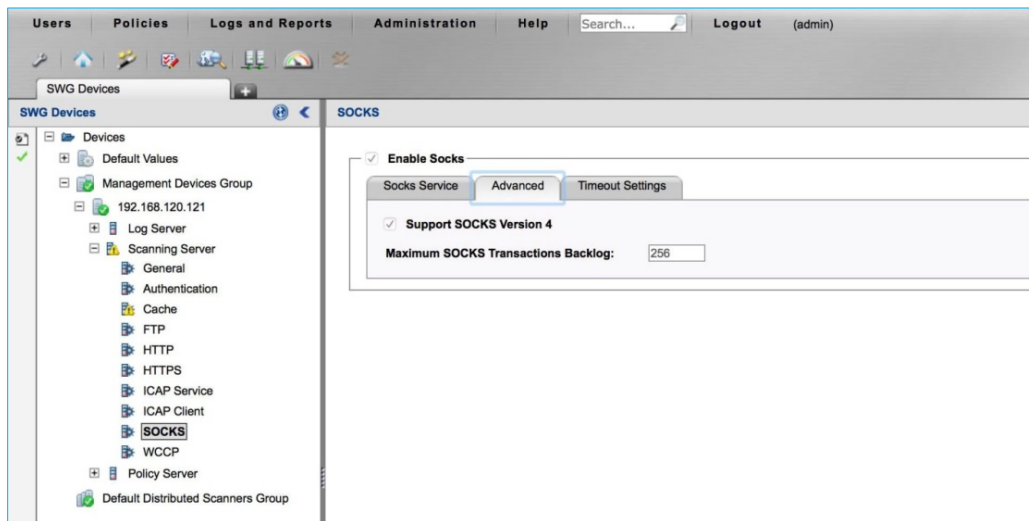 Users Policies Logs and Reports Administration Help Search... Logout (admin)
SWG Devices
SWG Devices
SOCKS
Devices
Default Values
Management Devices Group
192.168.120.121
Log Server
Scanning Server
General
Authentication
Cache
FTP
HTTP
HTTPS
ICAP Service
ICAP Client
SOCKS
WCCP
Policy Server
Default Distributed Scanners Group
Enable Socks
Socks Service Advanced Timeout Settings
Support SOCKS Version 4
Maximum SOCKS Transactions Backlog: 256